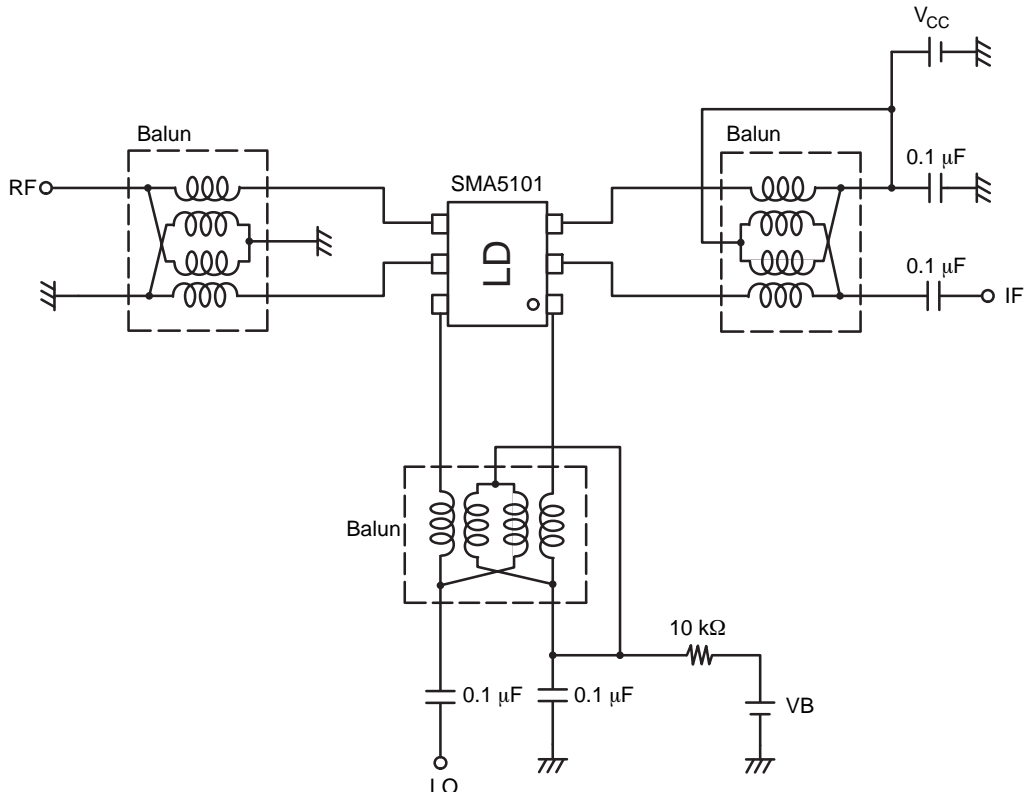 V_CC
Balun
Balun
0.1 μF
RF
SMA5101
LD
0.1 μF
IF
Balun
10 kΩ
0.1 μF
0.1 μF
VB
LO